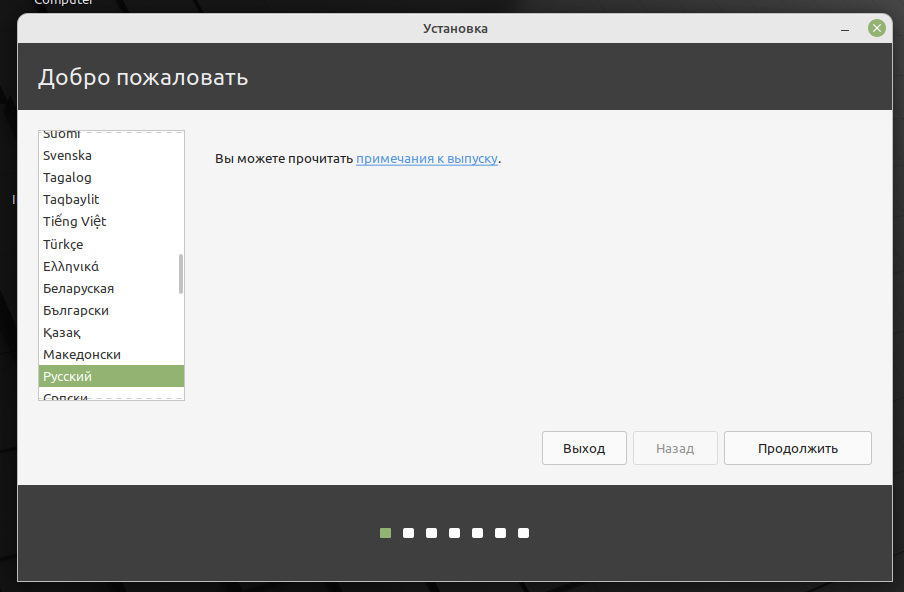 Computer
Установка
Добро пожаловать
Suomi
Svenska
Tagalog
Taqbaylit
Tiếng Việt
Türkçe
Ελληνικά
Беларуская
Български
Қазақ
Македонски
Русский
Српски
Вы можете прочитать примечания к выпуску.
Выход
Назад
Продолжить